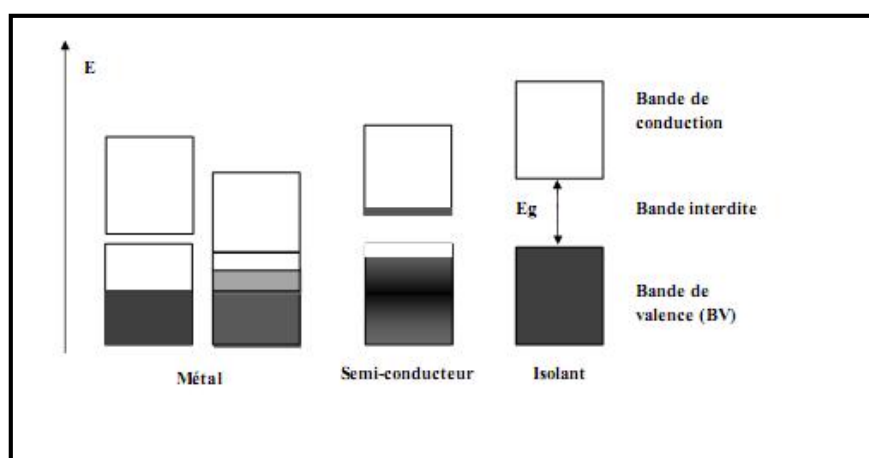 E
Bande de
conduction
Eg
Bande interdite
Bande de
valence (BV)
Métal
Semi-conducteur
Isolant